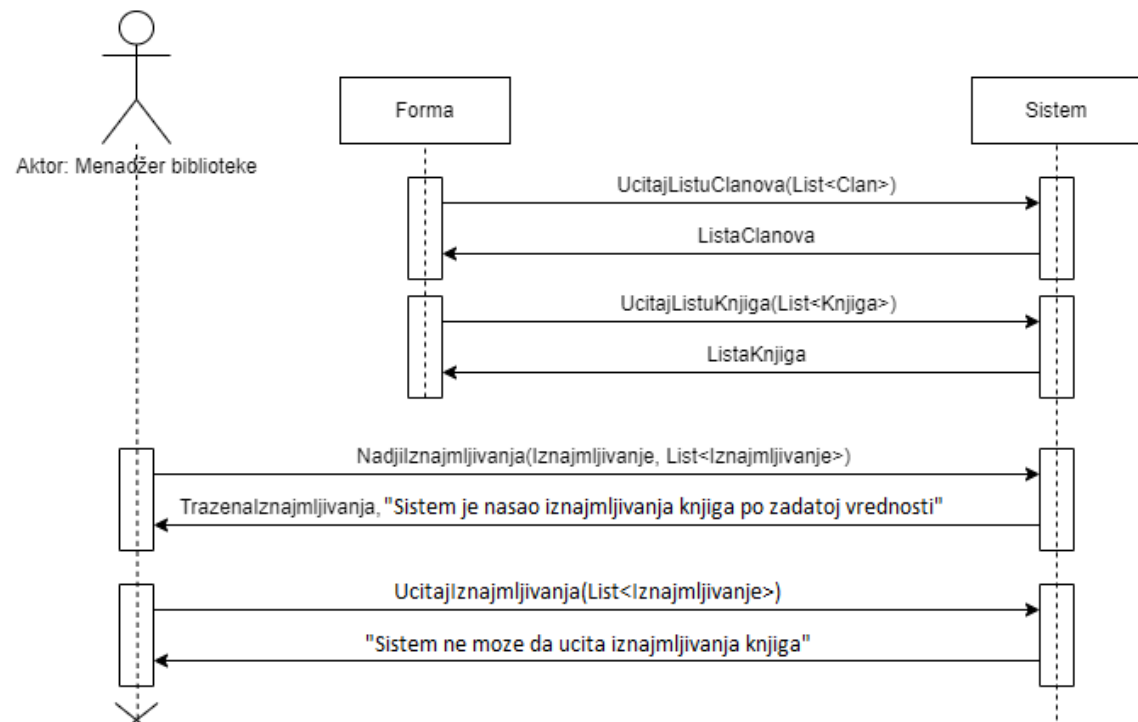 Forma
Sistem
Aktor: Menadžer biblioteke
UcitajListuClanova(List<Clan>)
ListaClanova
UcitajListuKnjiga(List<Knjiga>)
ListaKnjiga
NadjiIznajmljivanja(Iznajmljivanje, List<Iznajmljivanje>)
TrazenaIznajmljivanja, "Sistem je nasao iznajmljivanja knjiga po zadatoj vrednosti"
UcitajIznajmljivanja(List<Iznajmljivanje>)
"Sistem ne moze da ucita iznajmljivanja knjiga"